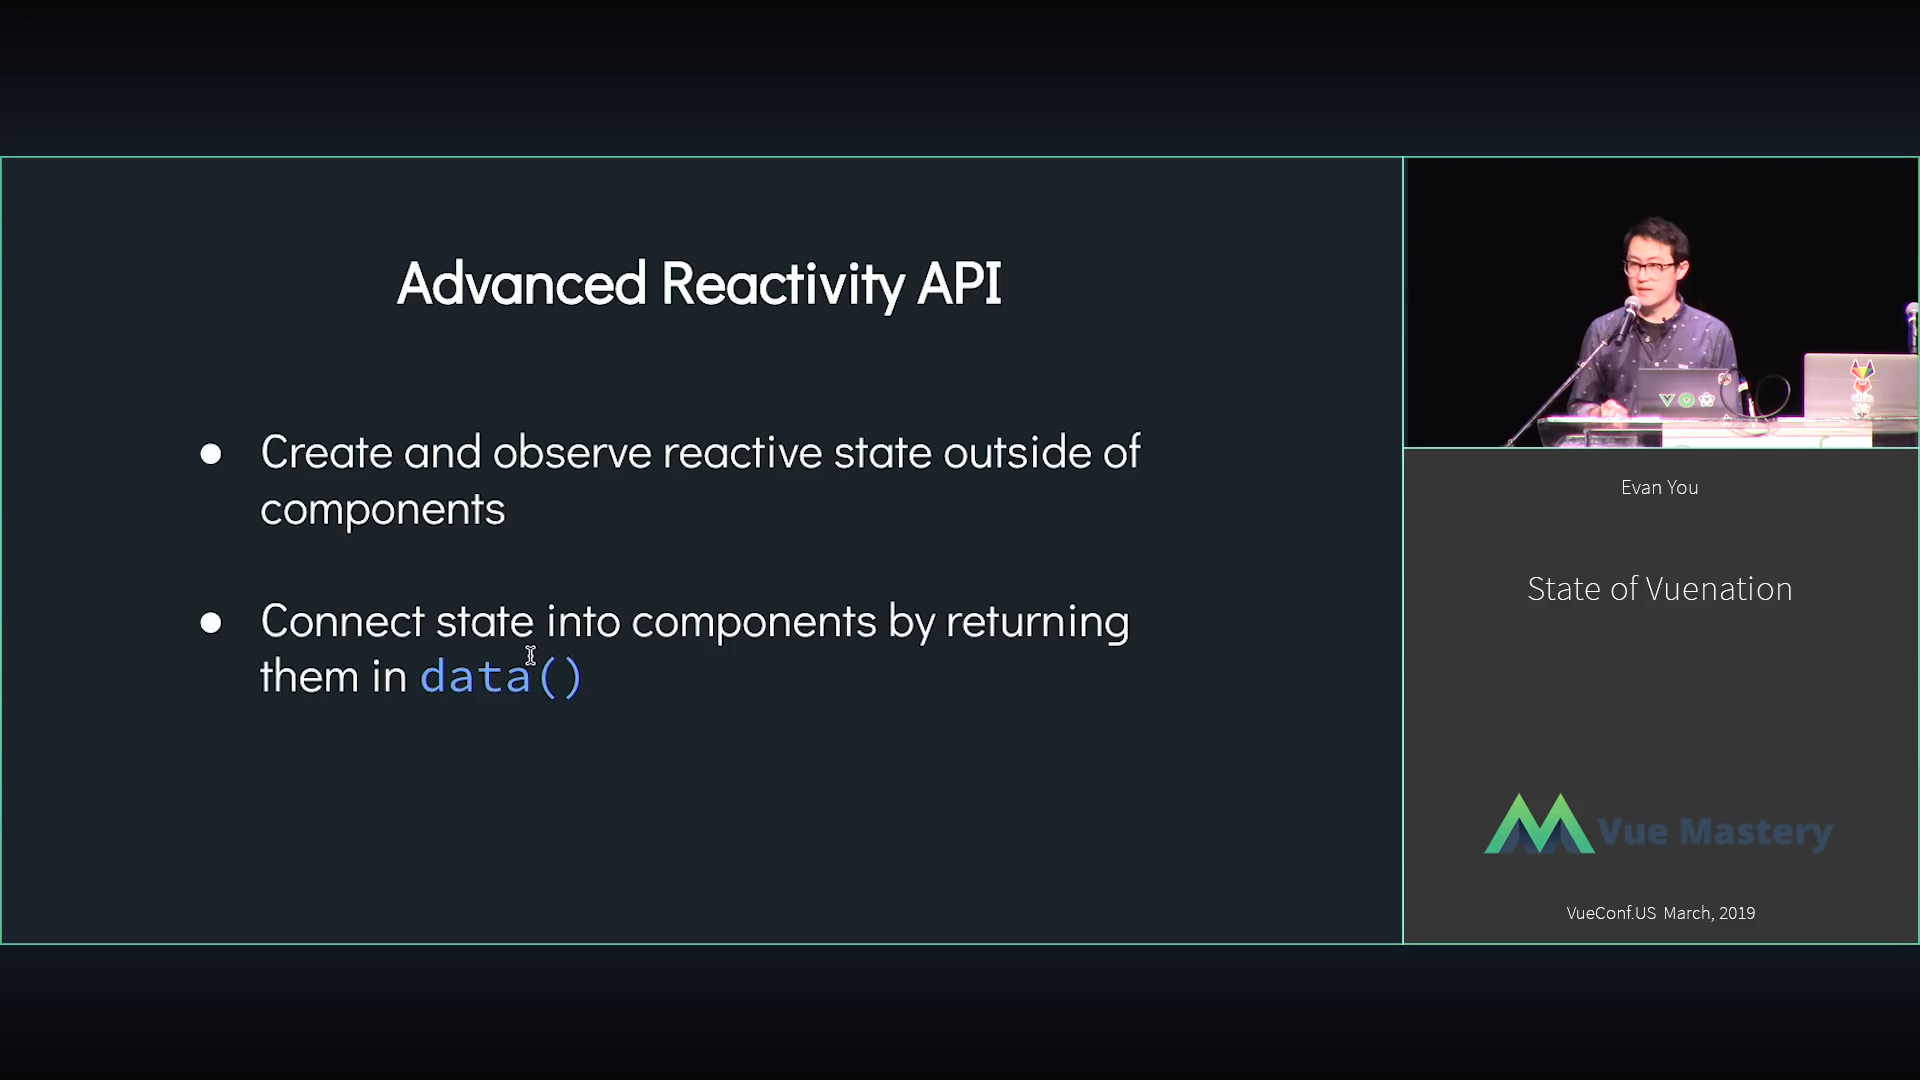 Advanced Reactivity API
● Create and observe reactive state outside of
components
● Connect state into components by returning
them in data()
Evan You
State of Vuenation
Vue Mastery
VueConf.US March, 2019